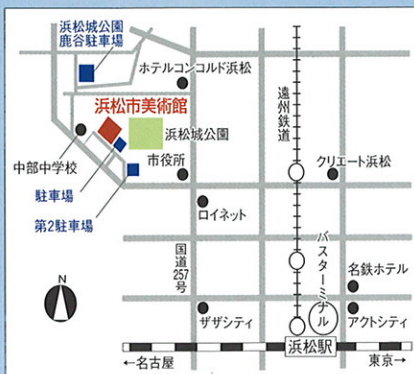 浜松城公園
鹿谷駐車場
ホテルコンコルド浜松
浜松市美術館
浜松城公園
遠州鉄道
中部中学校
市役所
クリエート浜松
駐車場
第2駐車場
ロイネット
国道257号
バスターミナル
名鉄ホテル
ザザシティ
アクトシティ
N
浜松駅
←名古屋
東京→